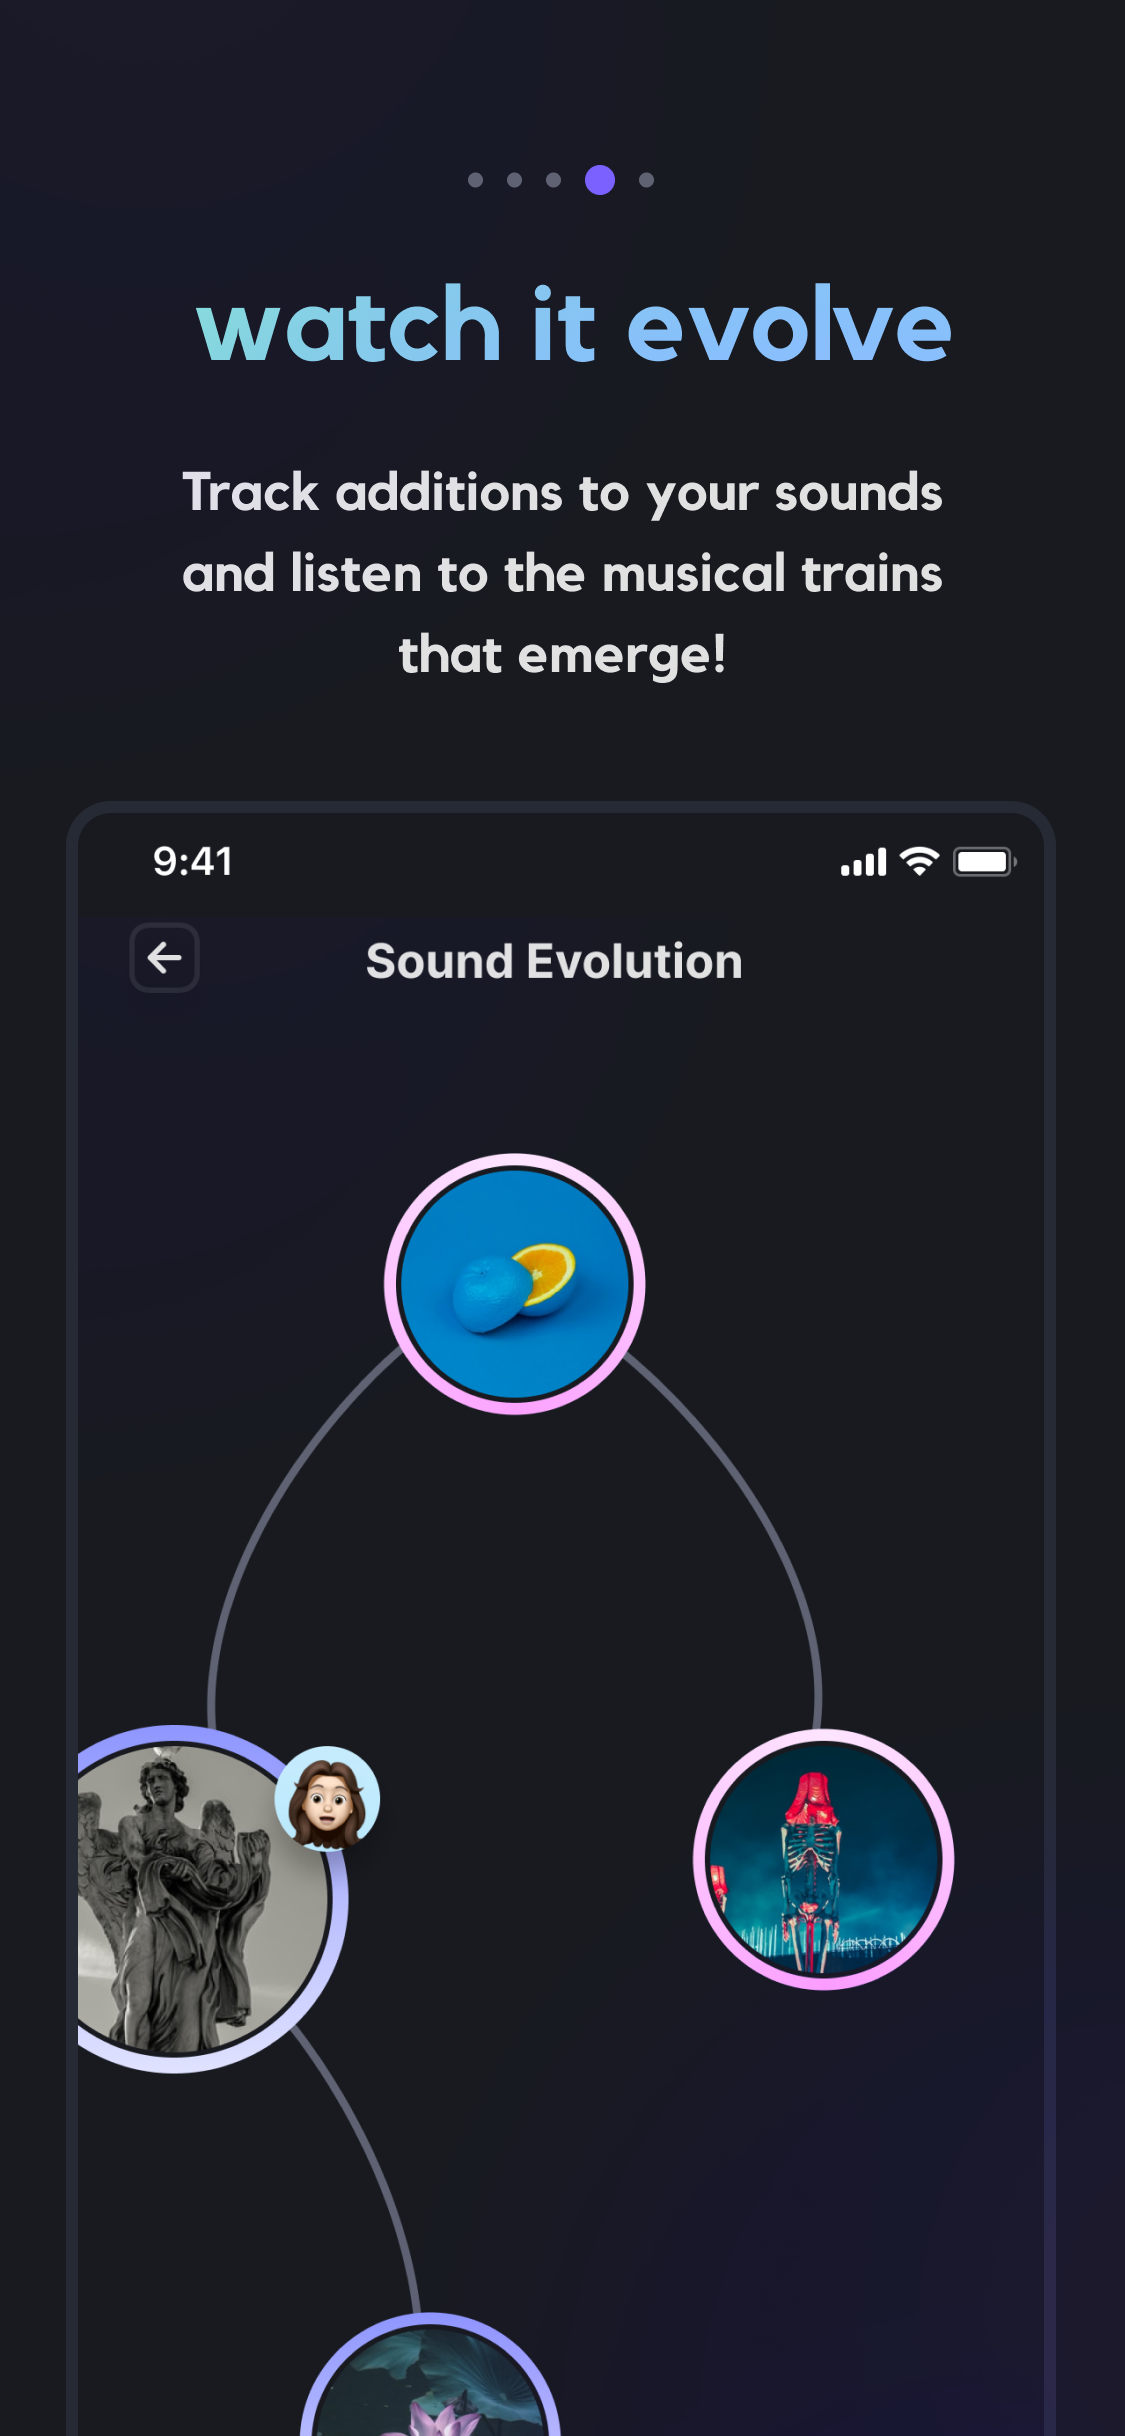 watch it evolve
Track additions to your sounds
and listen to the musical trains
that emerge!
9:41
Sound Evolution